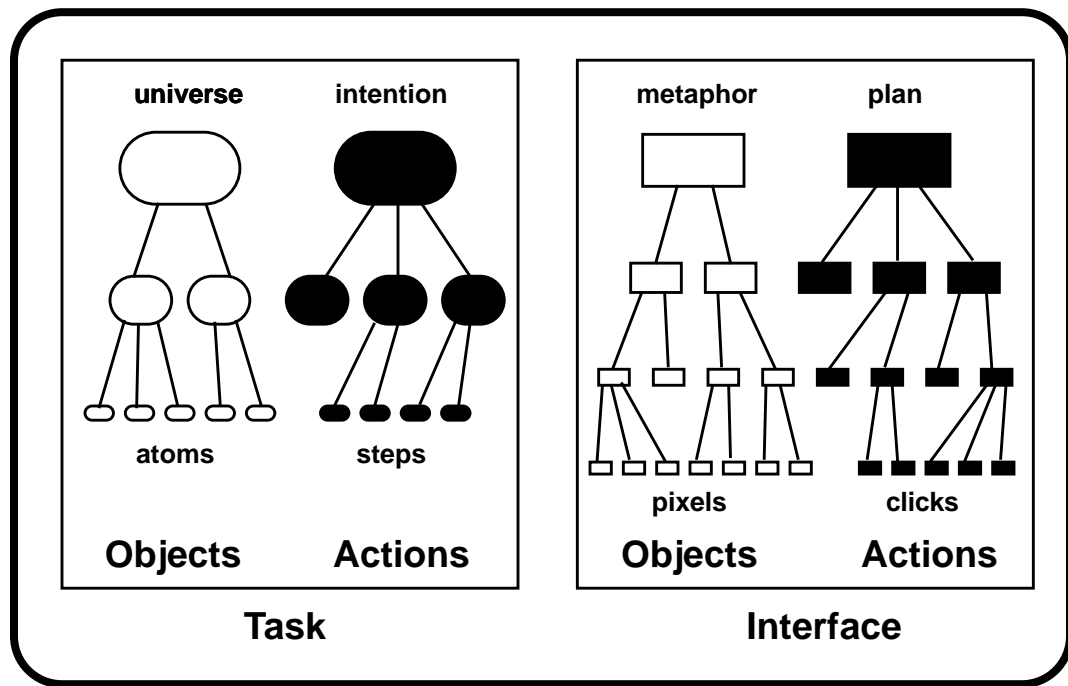 universe intention
metaphor plan
atoms steps
pixels clicks
Objects Actions
Objects Actions
Task
Interface